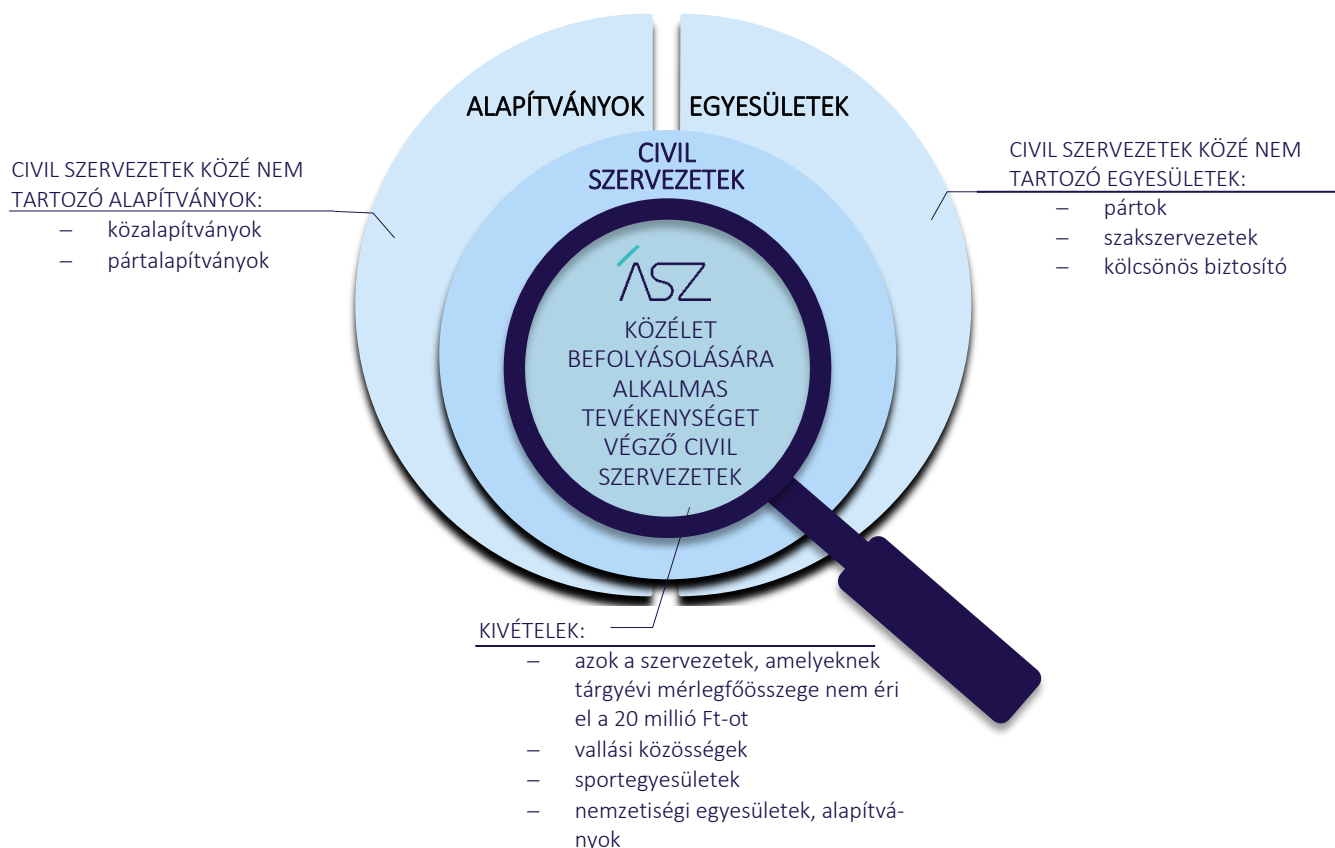 ALAPÍTVÁNYOK
EGYESÜLETEK
CIVIL
SZERVEZETEK
CIVIL SZERVEZETEK KÖZÉ NEM
TARTOZÓ ALAPÍTVÁNYOK:
– közalapítványok
– pártalapítványok
CIVIL SZERVEZETEK KÖZÉ NEM
TARTOZÓ EGYESÜLETEK:
– pártok
– szakszervezetek
– kölcsönös biztosító
ÁSZ
KÖZÉLET
BEFOLYÁSOLÁSÁRA
ALKALMAS
TEVÉKENYSÉGET
VÉGZŐ CIVIL
SZERVEZETEK
KIVÉTELEK:
– azok a szervezetek, amelyeknek
tárgyévi mérlegfőösszege nem éri
el a 20 millió Ft-ot
– vallási közösségek
– sportegyesületek
– nemzetiségi egyesületek, alapítvá-
nyok